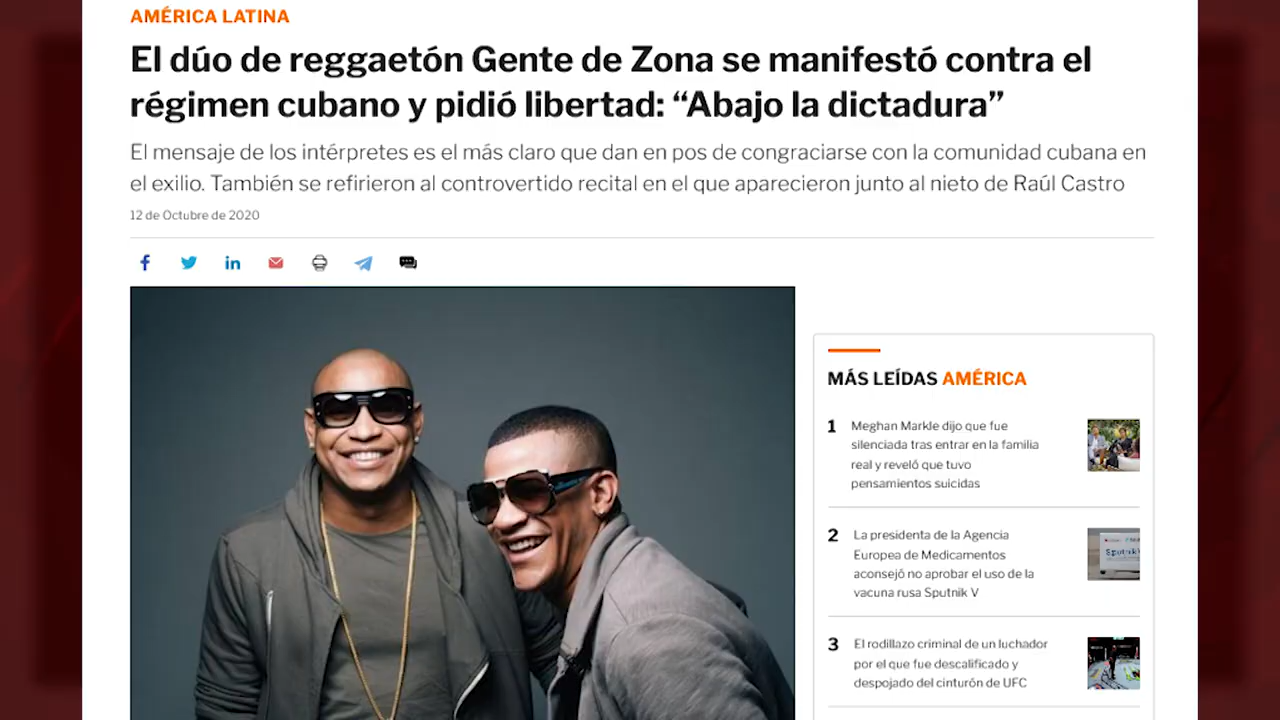 AMÉRICA LATINA
El dúo de reggaetón Gente de Zona se manifestó contra el
régimen cubano y pidió libertad: “Abajo la dictadura”
El mensaje de los intérpretes es el más claro que dan en pos de congraciarse con la comunidad cubana en
el exilio. También se refirieron al controvertido recital en el que aparecieron junto al nieto de Raúl Castro
12 de Octubre de 2020
MÁS LEÍDAS AMÉRICA
1 Meghan Markle dijo que fue
silenciada tras entrar en la familia
real y reveló que tuvo
pensamientos suicidas
2 La presidenta de la Agencia
Europea de Medicamentos
aconsejó no aprobar el uso de la
vacuna rusa Sputnik V
Sputnik V
3 El rodillazo criminal de un luchador
por el que fue descalificado y
despojado del cinturón de UFC